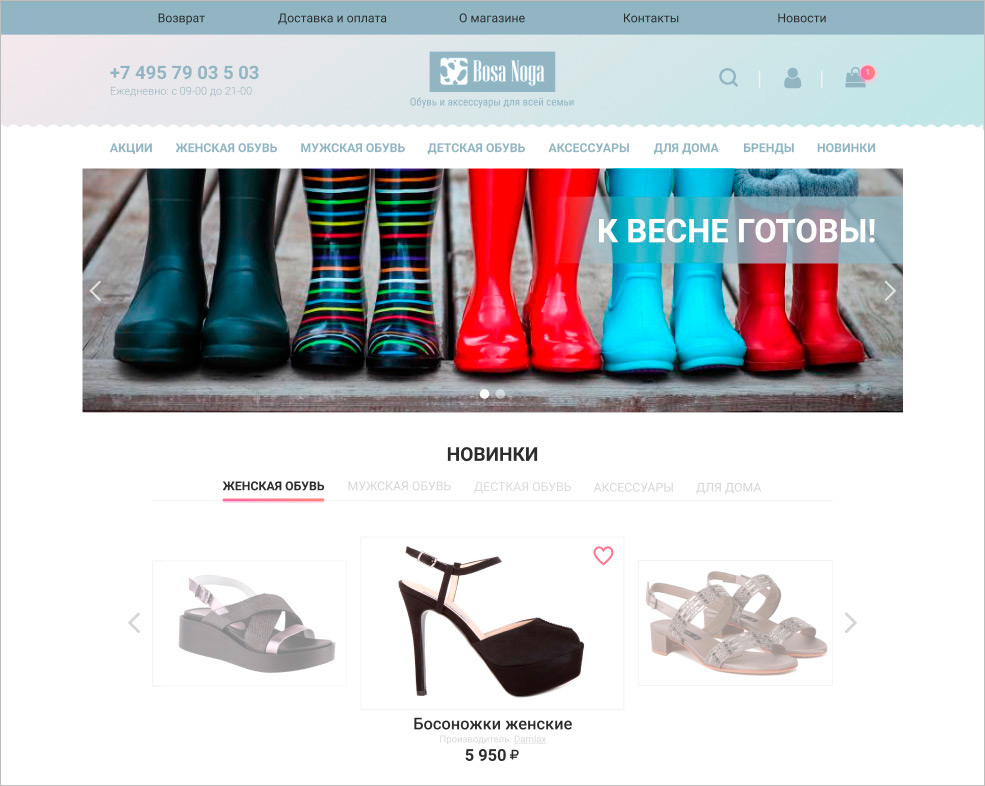 Возврат Доставка и оплата О магазине Контакты Новости
+7 495 79 03 5 03
Ежедневно: с 09-00 до 21-00
Bosa Noga
Обувь и аксессуары для всей семьи
1
АКЦИИ ЖЕНСКАЯ ОБУВЬ МУЖСКАЯ ОБУВЬ ДЕТСКАЯ ОБУВЬ АКСЕССУАРЫ ДЛЯ ДОМА БРЕНДЫ НОВИНКИ
К ВЕСНЕ ГОТОВЫ!
НОВИНКИ
ЖЕНСКАЯ ОБУВЬ МУЖСКАЯ ОБУВЬ ДЕСТКАЯ ОБУВЬ АКСЕССУАРЫ ДЛЯ ДОМА
Босоножки женские
Производитель: Damlax
5 950 ₽